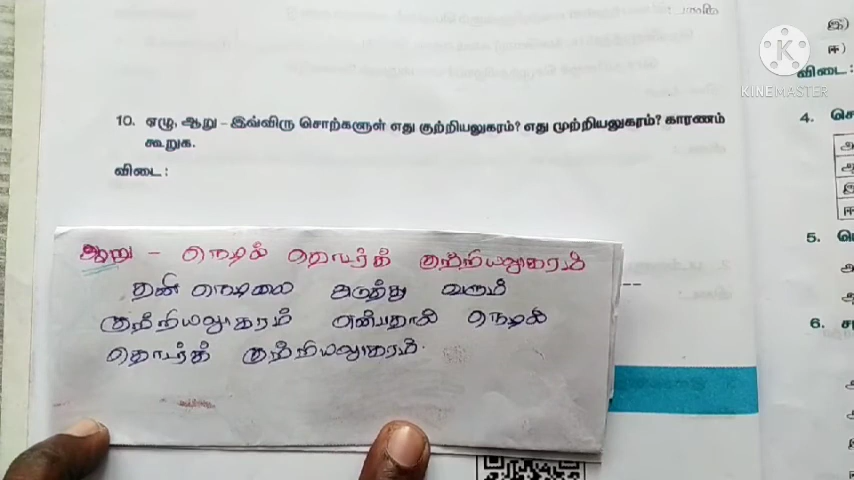 KINEMASTER
10. ஏழு, ஆறு – இவ்விரு சொற்களுள் எது குற்றியலுகரம்? எது முற்றியலுகரம்? காரணம்
கூறுக.
விடை :
ஆறு – நெடில் தொடர்க் குற்றியலுகரம்
தனி நெடிலை அடுத்து வரும்
குற்றியலுகரம் என்பதால் நெடில்
தொடர்க் குற்றியலுகரம்.
இ)
ஈ)
விடை :
4.
5.
6.